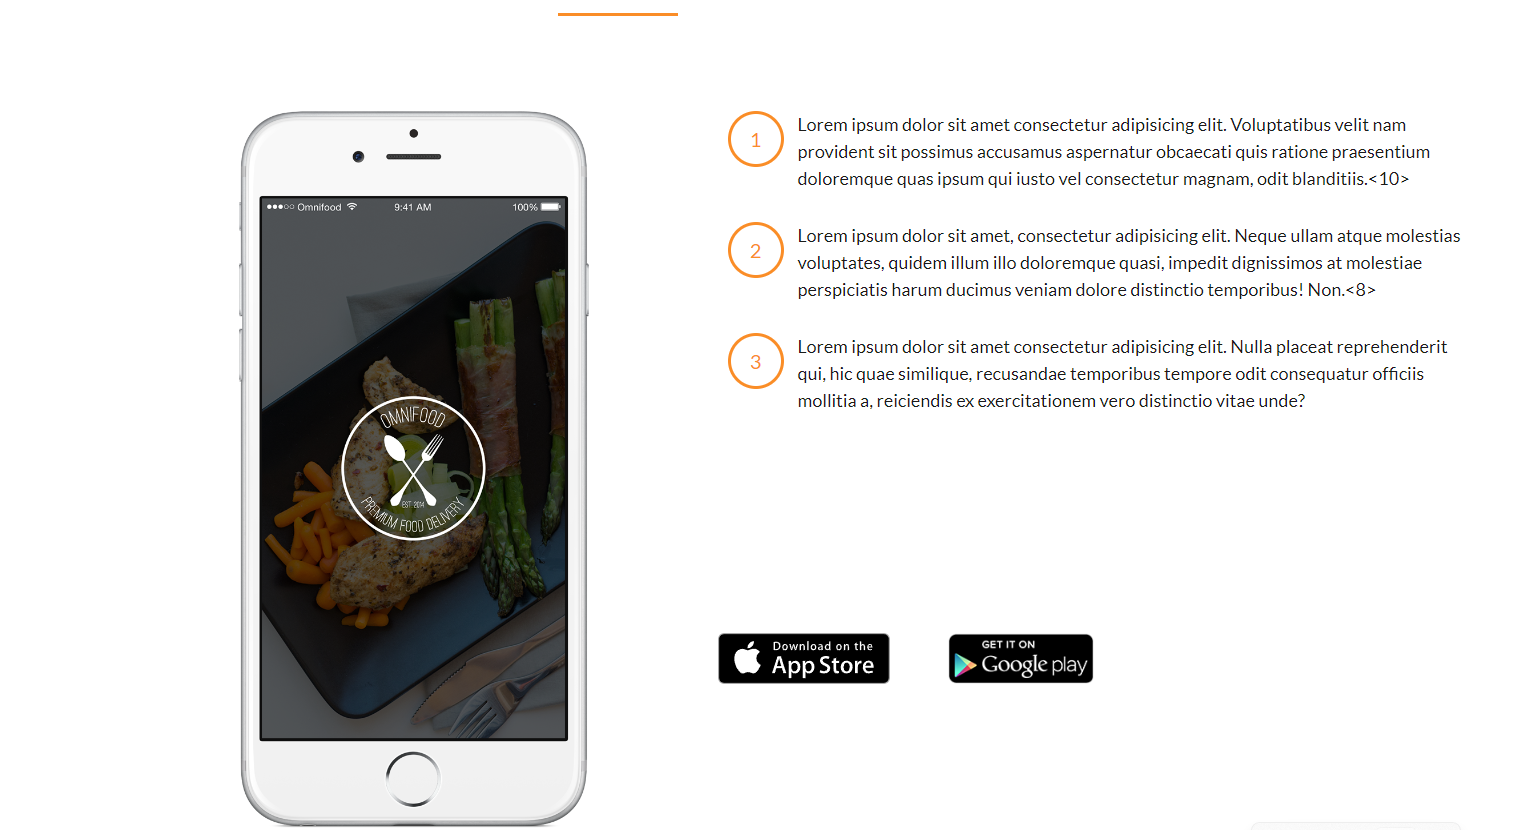 Omnifood 9:41 AM 100%
OMNIFOOD
EST 2014
PREMIUM FOOD DELIVERY
1
Lorem ipsum dolor sit amet consectetur adipisicing elit. Voluptatibus velit nam
provident sit possimus accusamus aspernatur obcaecati quis ratione praesentium
doloremque quas ipsum qui iusto vel consectetur magnam, odit blanditiis.<10>
2
Lorem ipsum dolor sit amet, consectetur adipisicing elit. Neque ullam atque molestias
voluptates, quidem illum illo doloremque quasi, impedit dignissimos at molestiae
perspiciatis harum ducimus veniam dolore distinctio temporibus! Non.<8>
3
Lorem ipsum dolor sit amet consectetur adipisicing elit. Nulla placeat reprehenderit
qui, hic quae similique, recusandae temporibus tempore odit consequatur officiis
mollitia a, reiciendis ex exercitationem vero distinctio vitae unde?
Download on the
App Store
GET IT ON
Google play